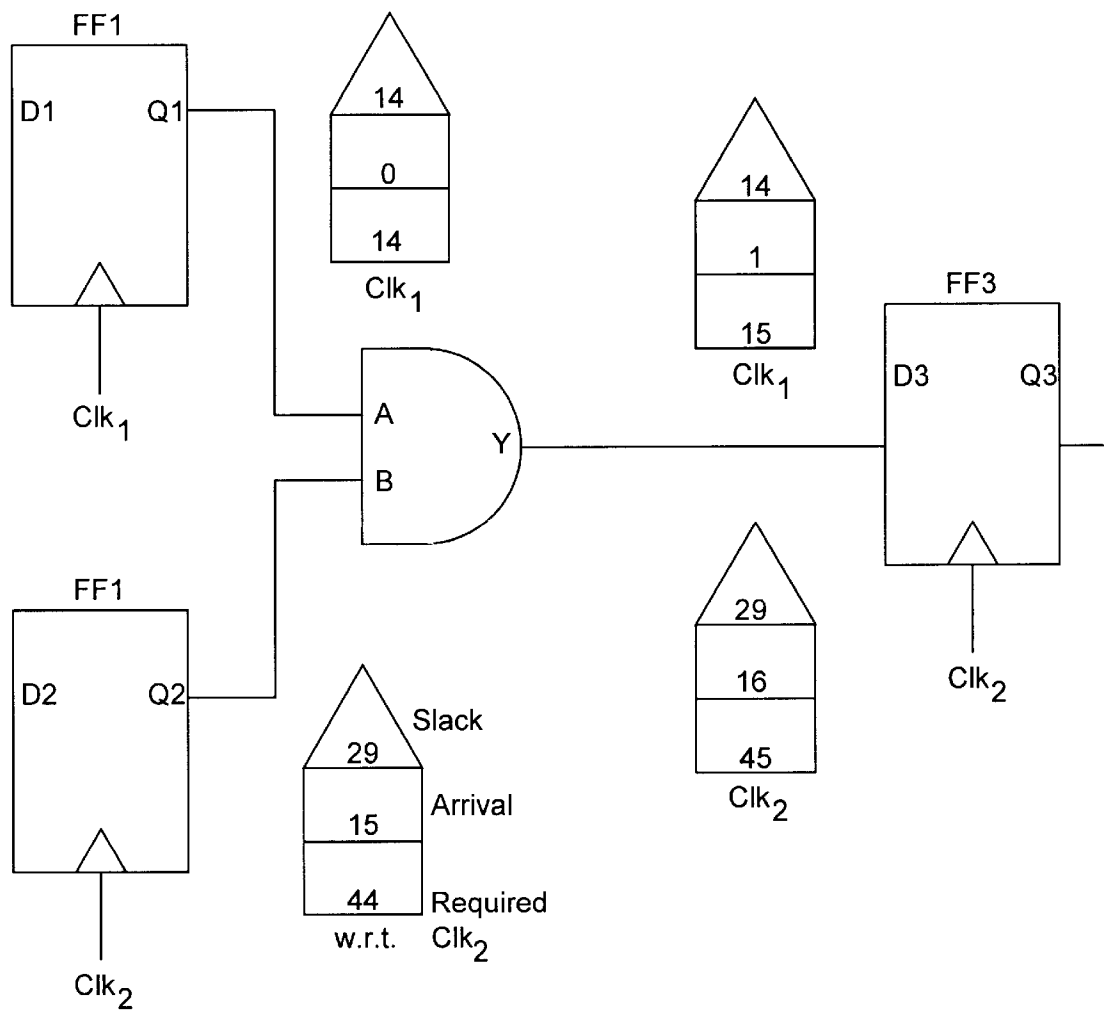 FF1
D1 Q1
Clk1
14
0
14
Clk1
14
1
15
Clk1
A
B
Y
FF3
D3 Q3
Clk2
FF1
D2 Q2
Clk2
29 Slack
15 Arrival
44 Required
w.r.t. Clk2
29
16
45
Clk2